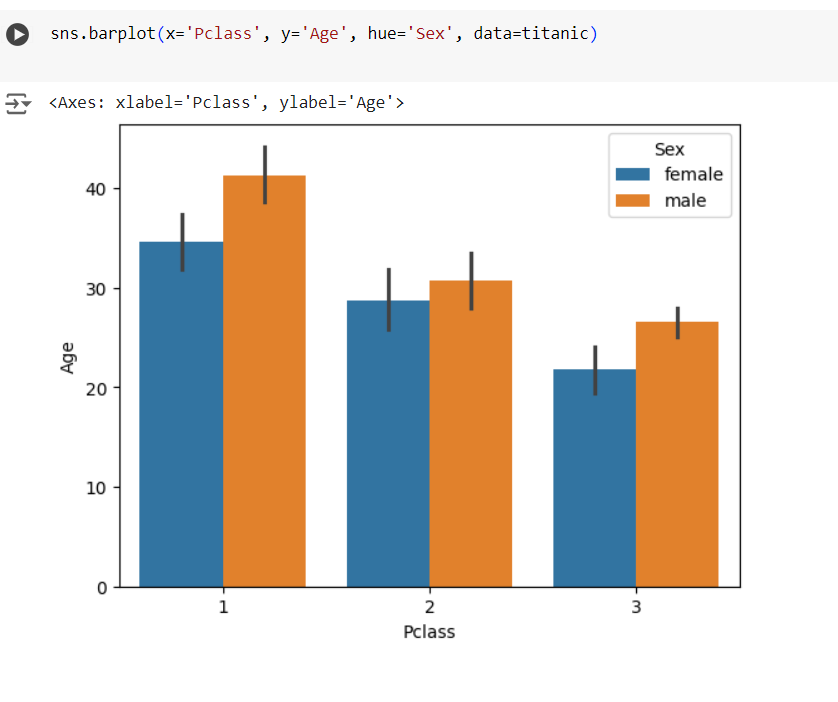 sns.barplot(x='Pclass', y='Age', hue='Sex', data=titanic)
<Axes: xlabel='Pclass', ylabel='Age'>
Sex
female
male
40
30
20
10
0
Age
1 2 3
Pclass